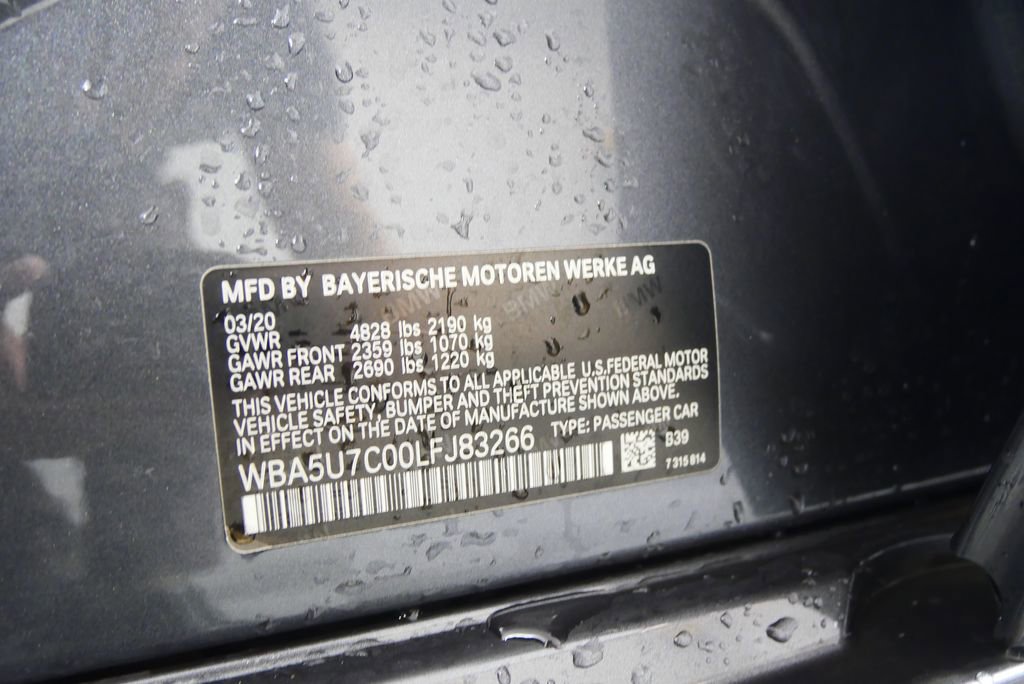 MFD BY BAYERISCHE MOTOREN WERKE AG
03/20
GVWR 4828 lbs 2190 kg
GAWR FRONT 2359 lbs 1070 kg
GAWR REAR 2690 lbs 1220 kg
THIS VEHICLE CONFORMS TO ALL APPLICABLE U.S.FEDERAL MOTOR
VEHICLE SAFETY, BUMPER AND THEFT PREVENTION STANDARDS
IN EFFECT ON THE DATE OF MANUFACTURE SHOWN ABOVE.
WBA5U7C00LFJ83266 TYPE: PASSENGER CAR
B39
7 315 814
BMW BMW BMW